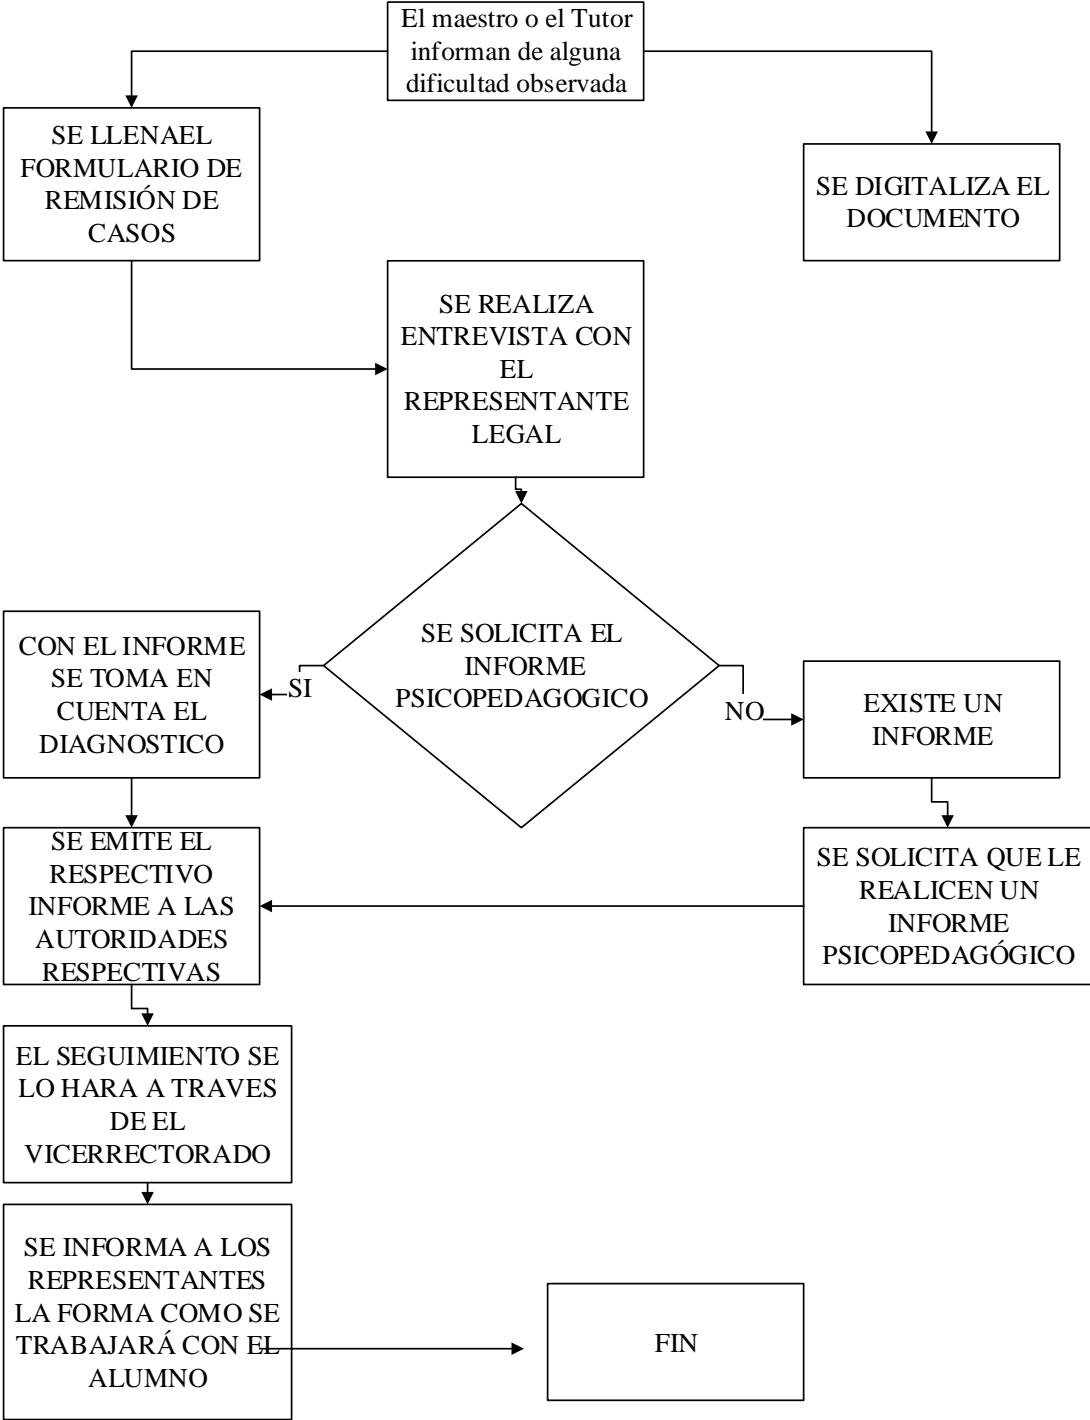 El maestro o el Tutor
informan de alguna
dificultad observada
SE LLENAEL
FORMULARIO DE
REMISIÓN DE
CASOS
SE DIGITALIZA EL
DOCUMENTO
SE REALIZA
ENTREVISTA CON
EL
REPRESENTANTE
LEGAL
SE SOLICITA EL
INFORME
PSICOPEDAGOGICO
SI
NO
CON EL INFORME
SE TOMA EN
CUENTA EL
DIAGNOSTICO
EXISTE UN
INFORME
SE EMITE EL
RESPECTIVO
INFORME A LAS
AUTORIDADES
RESPECTIVAS
SE SOLICITA QUE LE
REALICEN UN
INFORME
PSICOPEDAGÓGICO
EL SEGUIMIENTO SE
LO HARA A TRAVES
DE EL
VICERRECTORADO
SE INFORMA A LOS
REPRESENTANTES
LA FORMA COMO SE
TRABAJARÁ CON EL
ALUMNO
FIN